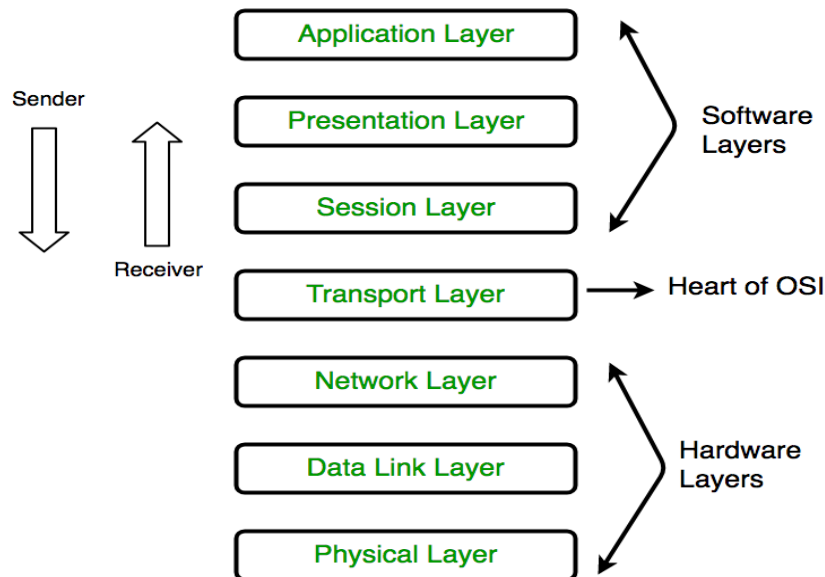 Application Layer
Sender
Presentation Layer
Software
Layers
Session Layer
Receiver
Transport Layer
Heart of OSI
Network Layer
Hardware
Layers
Data Link Layer
Physical Layer